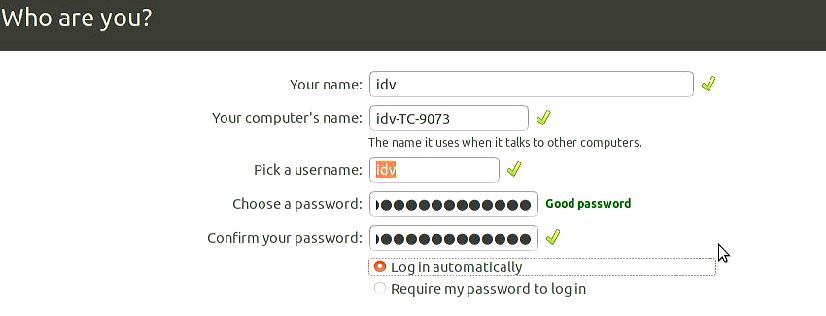 Who are you?
Your name: idv
Your computer's name: idv-TC-9073
The name it uses when it talks to other computers.
Pick a username: idv
Choose a password: ●●●●●●●●●●●●● Good password
Confirm your password: ●●●●●●●●●●●●●
Log in automatically
Require my password to log in